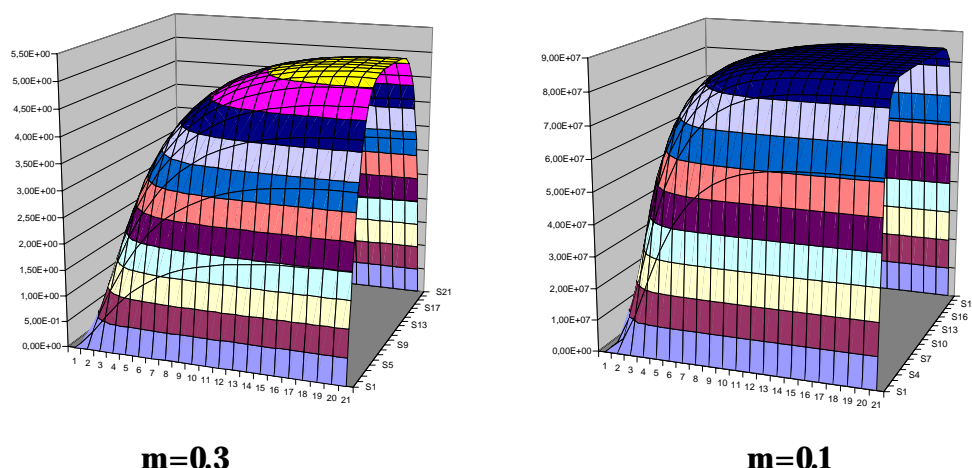 5,50E+00
5,00E+00
4,50E+00
4,00E+00
3,50E+00
3,00E+00
2,50E+00
2,00E+00
1,50E+00
1,00E+00
5,00E-01
0,00E+00
1 2 3 4 5 6 7 8 9 10 11 12 13 14 15 16 17 18 19 20 21
S21
S17
S13
S9
S5
S1
m=0.3
9,00E+07
8,00E+07
7,00E+07
6,00E+07
5,00E+07
4,00E+07
3,00E+07
2,00E+07
1,00E+07
0,00E+00
1 2 3 4 5 6 7 8 9 10 11 12 13 14 15 16 17 18 19 20 21
S1
S16
S13
S10
S7
S4
S1
m=0.1